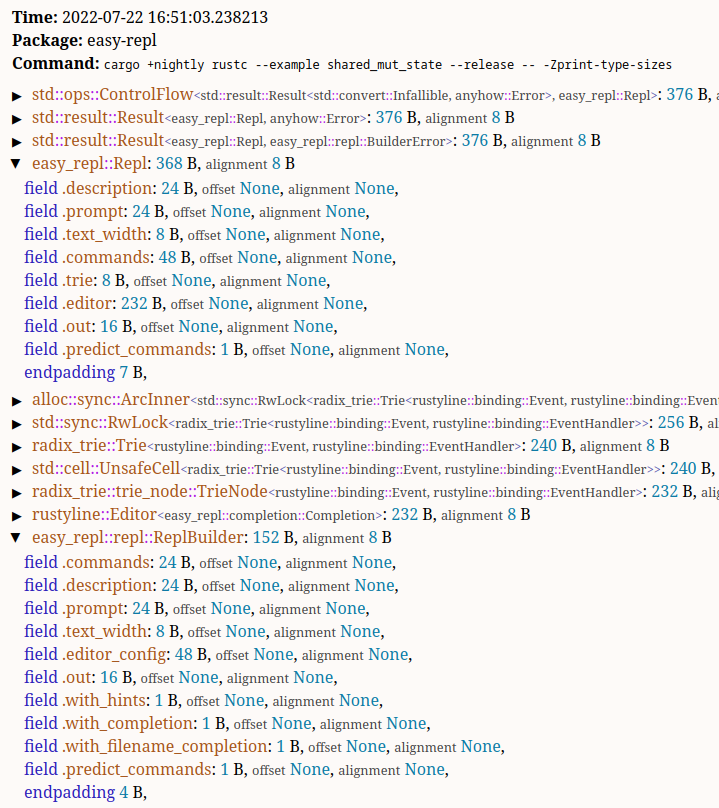 Time: 2022-07-22 16:51:03.238213
Package: easy-repl
Command: cargo +nightly rustc --example shared_mut_state --release -- -Zprint-type-sizes
▶ std::ops::ControlFlow<std::result::Result<std::convert::Infallible, anyhow::Error>, easy_repl::Repl>: 376 B,
▶ std::result::Result<easy_repl::Repl, anyhow::Error>: 376 B, alignment 8 B
▶ std::result::Result<easy_repl::Repl, easy_repl::repl::BuilderError>: 376 B, alignment 8 B
▼ easy_repl::Repl: 368 B, alignment 8 B
field .description: 24 B, offset None, alignment None,
field .prompt: 24 B, offset None, alignment None,
field .text_width: 8 B, offset None, alignment None,
field .commands: 48 B, offset None, alignment None,
field .trie: 8 B, offset None, alignment None,
field .editor: 232 B, offset None, alignment None,
field .out: 16 B, offset None, alignment None,
field .predict_commands: 1 B, offset None, alignment None,
endpadding 7 B,
▶ alloc::sync::ArcInner<std::sync::RwLock<radix_trie::Trie<rustyline::binding::Event, rustyline::binding::Even
▶ std::sync::RwLock<radix_trie::Trie<rustyline::binding::Event, rustyline::binding::EventHandler>>: 256 B, al
▶ radix_trie::Trie<rustyline::binding::Event, rustyline::binding::EventHandler>: 240 B, alignment 8 B
▶ std::cell::UnsafeCell<radix_trie::Trie<rustyline::binding::Event, rustyline::binding::EventHandler>>: 240 B,
▶ radix_trie::trie_node::TrieNode<rustyline::binding::Event, rustyline::binding::EventHandler>: 232 B, alig
▶ rustyline::Editor<easy_repl::completion::Completion>: 232 B, alignment 8 B
▼ easy_repl::repl::ReplBuilder: 152 B, alignment 8 B
field .commands: 24 B, offset None, alignment None,
field .description: 24 B, offset None, alignment None,
field .prompt: 24 B, offset None, alignment None,
field .text_width: 8 B, offset None, alignment None,
field .editor_config: 48 B, offset None, alignment None,
field .out: 16 B, offset None, alignment None,
field .with_hints: 1 B, offset None, alignment None,
field .with_completion: 1 B, offset None, alignment None,
field .with_filename_completion: 1 B, offset None, alignment None,
field .predict_commands: 1 B, offset None, alignment None,
endpadding 4 B,